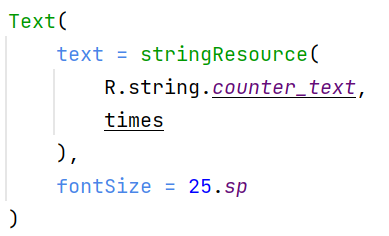 Text(
    text = stringResource(
        R.string.counter_text,
        times
    ),
    fontSize = 25.sp
)